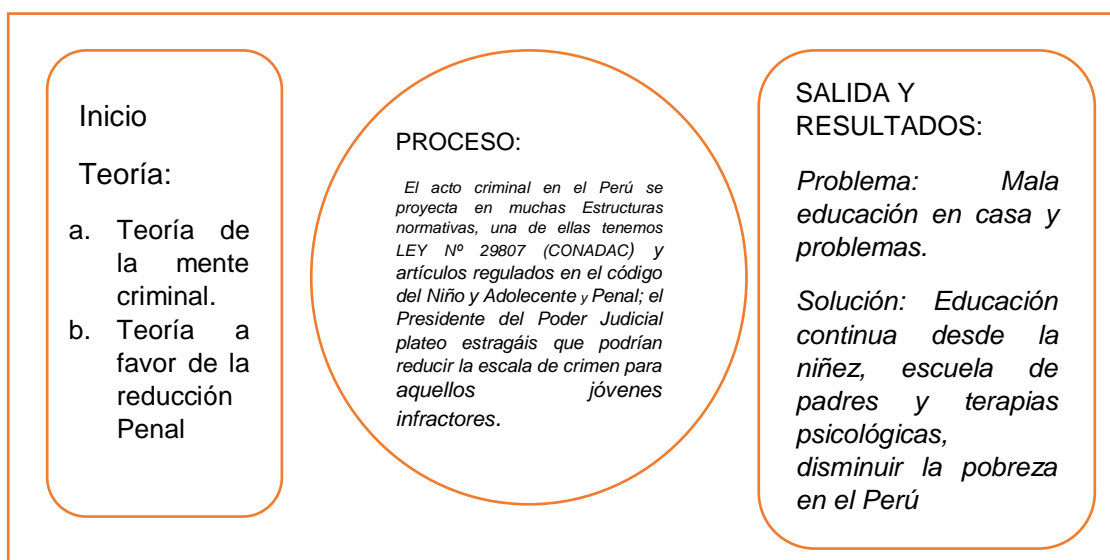 Inicio
Teoría:
a. Teoría de
la mente
criminal.
b. Teoría a
favor de la
reducción
Penal
PROCESO:
El acto criminal en el Perú se
proyecta en muchas Estructuras
normativas, una de ellas tenemos
LEY Nº 29807 (CONADAC) y
artículos regulados en el código
del Niño y Adolecente y Penal; el
Presidente del Poder Judicial
plateo estragáis que podrían
reducir la escala de crimen para
aquellos jóvenes
infractores.
SALIDA Y
RESULTADOS:
Problema: Mala
educación en casa y
problemas.
Solución: Educación
continua desde la
niñez, escuela de
padres y terapias
psicológicas,
disminuir la pobreza
en el Perú